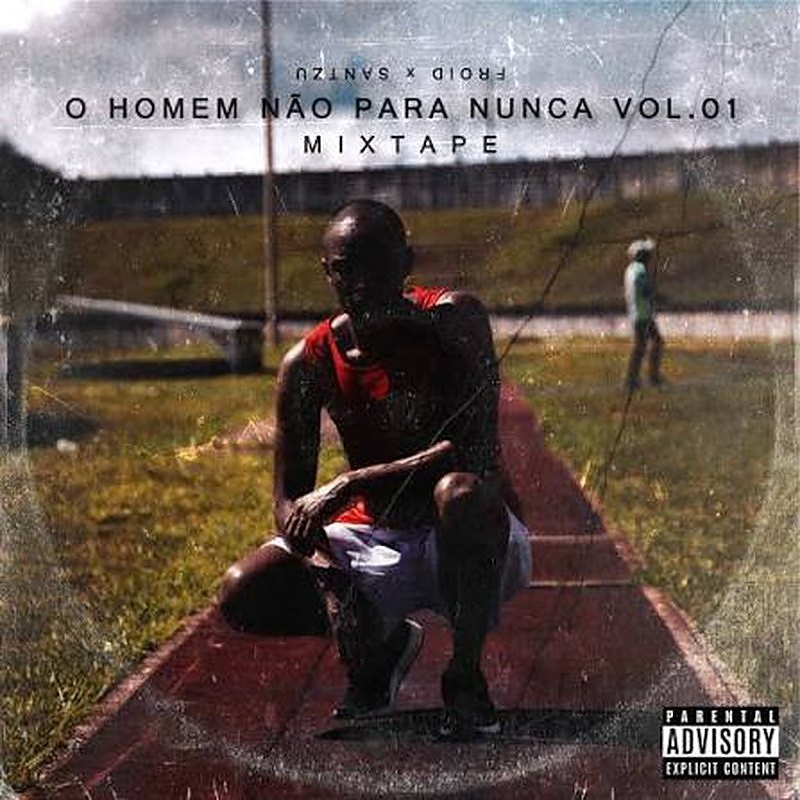 FROID x SANTZU
O HOMEM NÃO PARA NUNCA VOL.01
MIXTAPE
PARENTAL
ADVISORY
EXPLICIT CONTENT